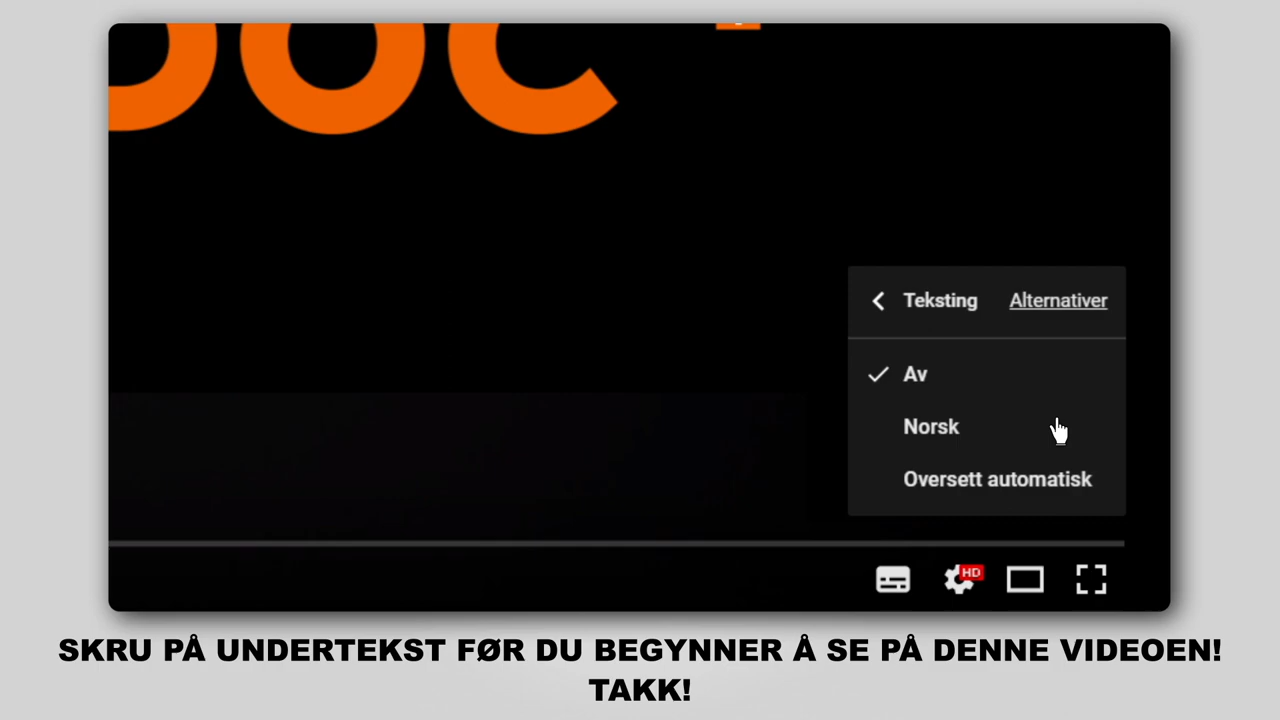 Teksting Alternativer
Av
Norsk
Oversett automatisk
HD
SKRU PÅ UNDERTEKST FØR DU BEGYNNER Å SE PÅ DENNE VIDEOEN!
TAKK!